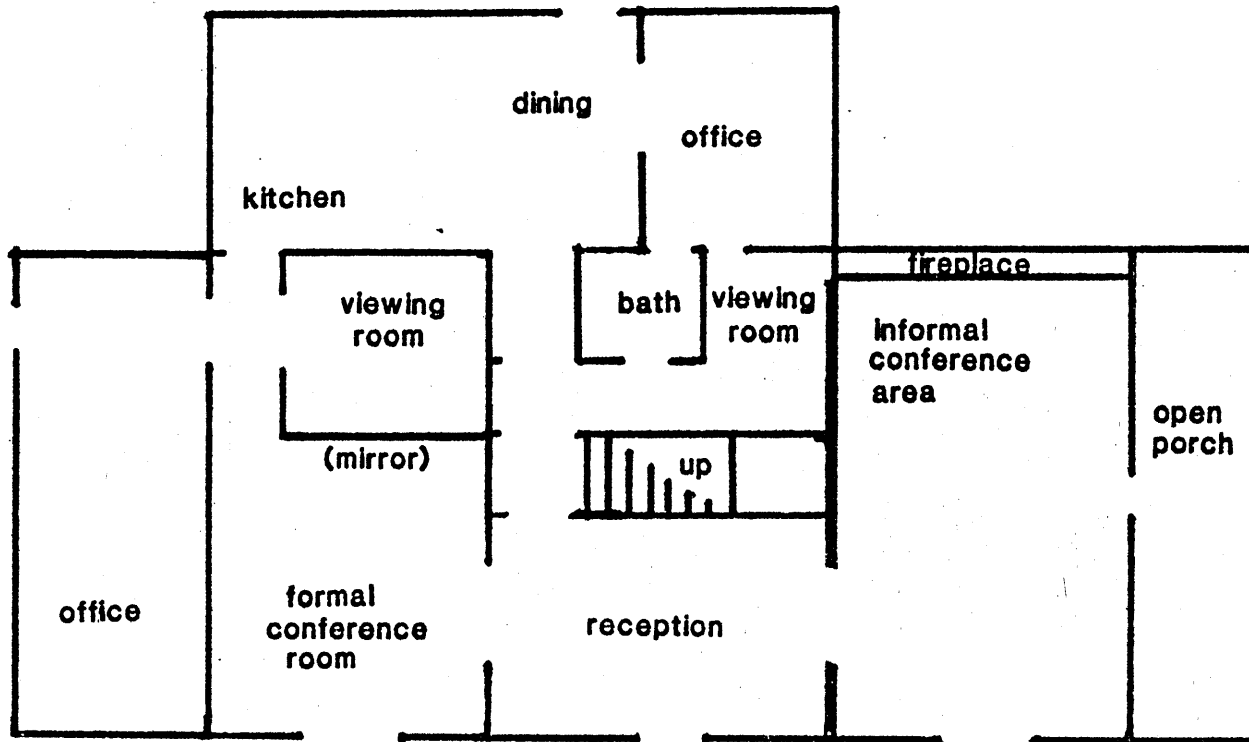 dining
office
kitchen
fireplace
viewing
room
bath
viewing
room
informal
conference
area
open
porch
(mirror)
up
office
formal
conference
room
reception